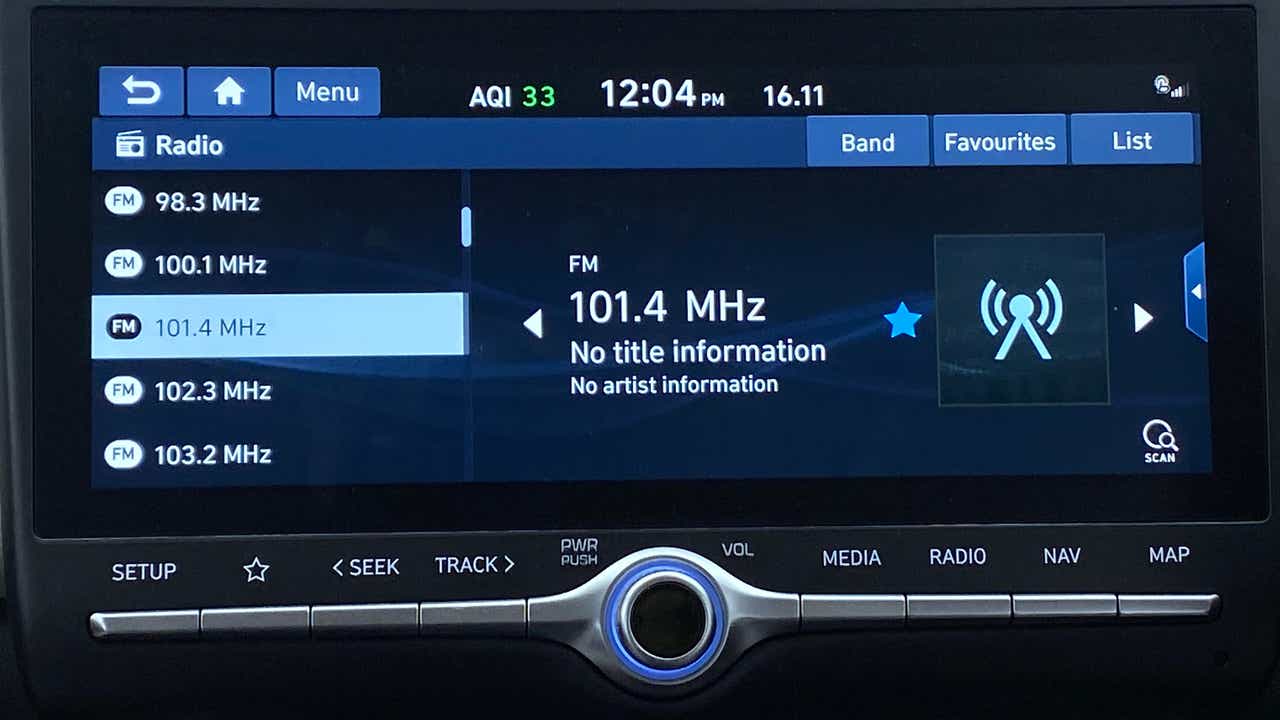 Menu AQI 33 12:04 PM 16.11
Radio Band Favourites List
FM 98.3 MHz
FM 100.1 MHz
FM 101.4 MHz
FM 102.3 MHz
FM 103.2 MHz
FM
101.4 MHz
No title information
No artist information
SCAN
SETUP < SEEK TRACK > PWR PUSH VOL MEDIA RADIO NAV MAP